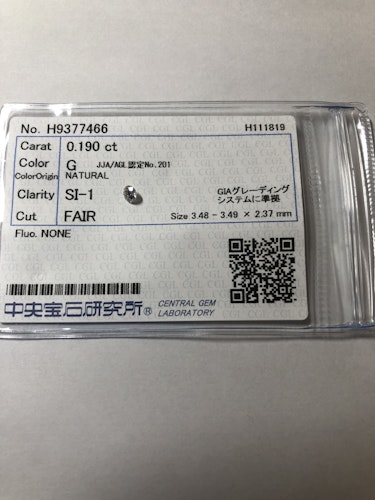 No. H9377466 H111819
Carat 0.190 ct
Color G JJA/AGL認定No.201
ColorOrigin NATURAL
Clarity SI-1 GIAグレーディング
システムに準拠
Cut FAIR Size 3.48 - 3.49 × 2.37 mm
Fluo. NONE
中央宝石研究所® CENTRAL GEM
LABORATORY